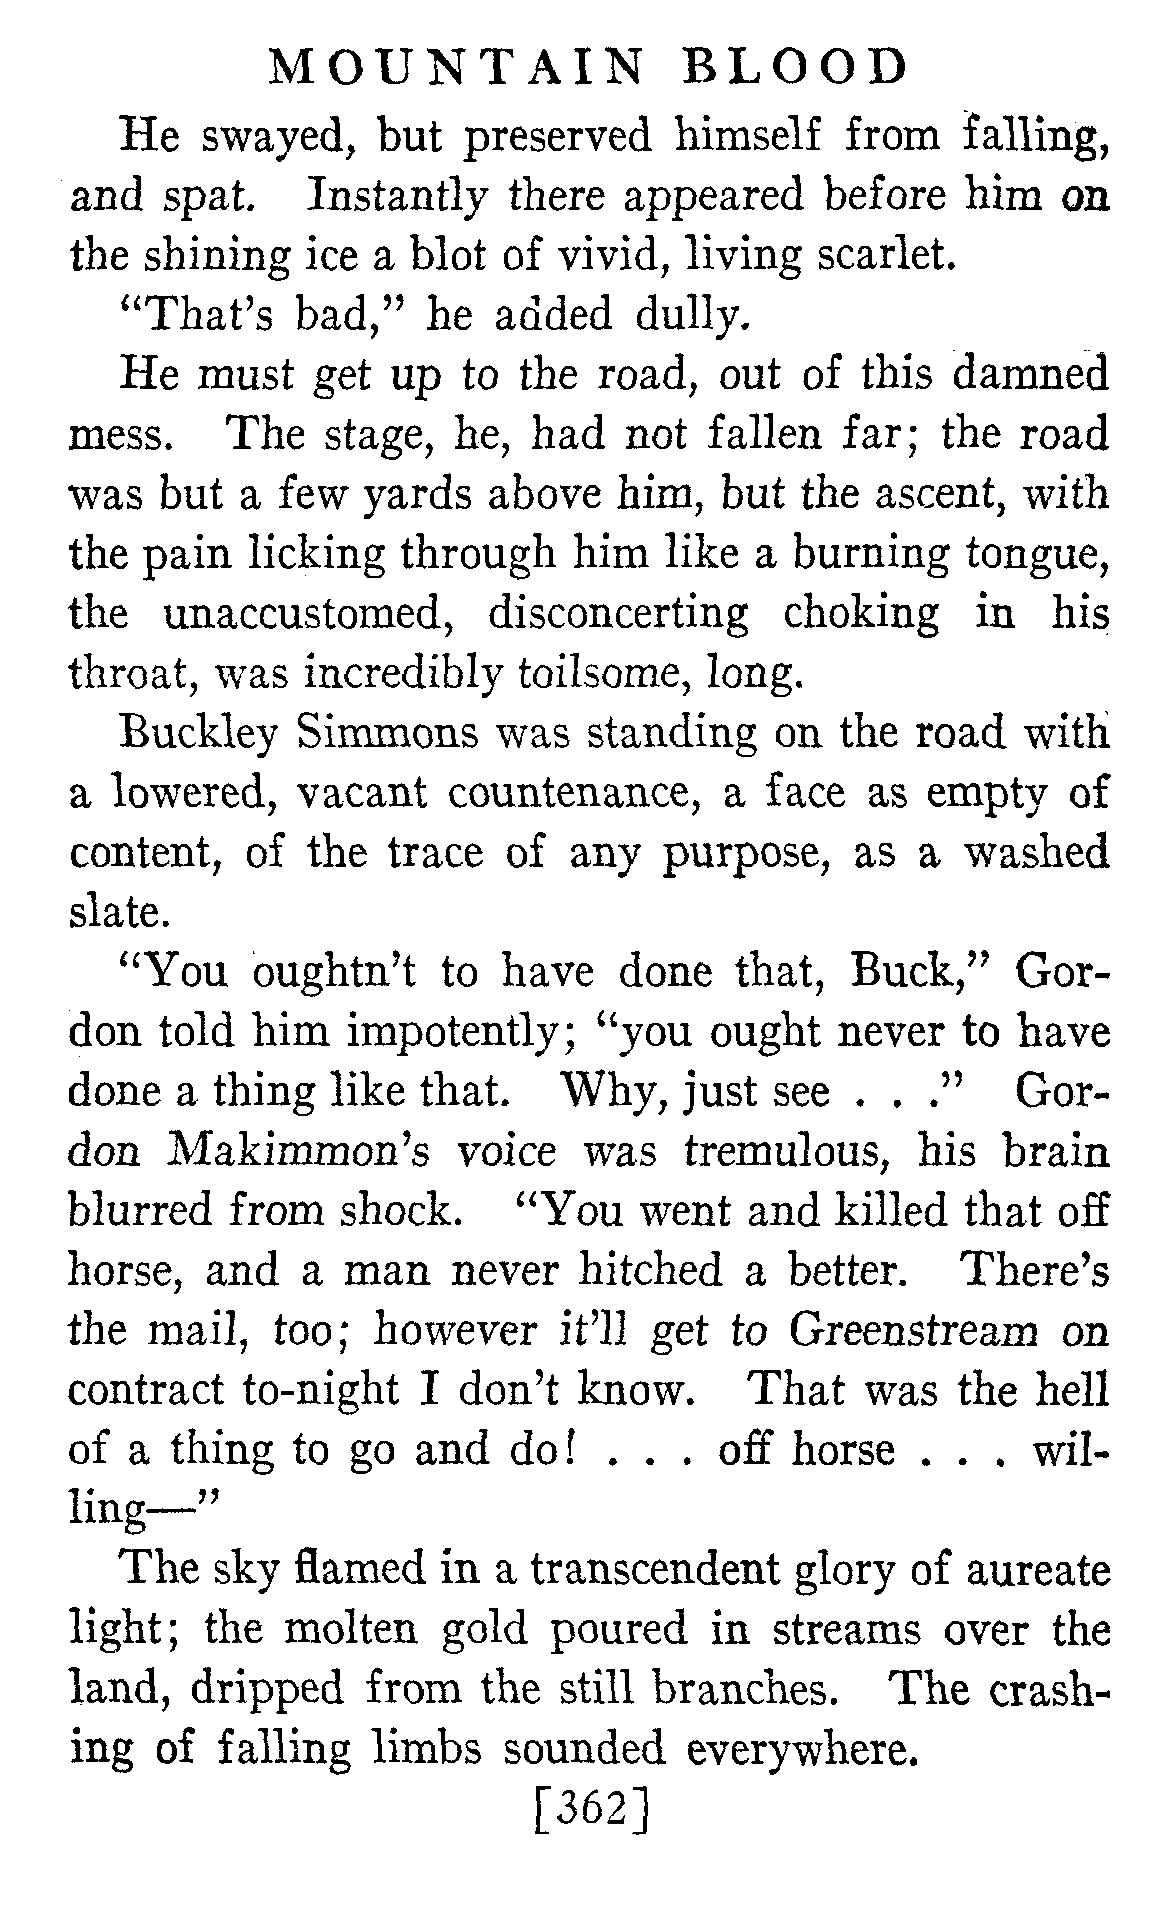 MOUNTAIN BLOOD
He swayed, but preserved himself from falling,
and spat. Instantly there appeared before him on
the shining ice a blot of vivid, living scarlet.
“That’s bad,” he added dully.
He must get up to the road, out of this damned
mess. The stage, he, had not fallen far; the road
was but a few yards above him, but the ascent, with
the pain licking through him like a burning tongue,
the unaccustomed, disconcerting choking in his
throat, was incredibly toilsome, long.
Buckley Simmons was standing on the road with
a lowered, vacant countenance, a face as empty of
content, of the trace of any purpose, as a washed
slate.
“You oughtn’t to have done that, Buck,” Gor-
don told him impotently; “you ought never to have
done a thing like that. Why, just see . . .” Gor-
don Makimmon’s voice was tremulous, his brain
blurred from shock. “You went and killed that off
horse, and a man never hitched a better. There’s
the mail, too; however it’ll get to Greenstream on
contract to-night I don’t know. That was the hell
of a thing to go and do! . . . off horse . . . wil-
ling—”
The sky flamed in a transcendent glory of aureate
light; the molten gold poured in streams over the
land, dripped from the still branches. The crash-
ing of falling limbs sounded everywhere.
[362]